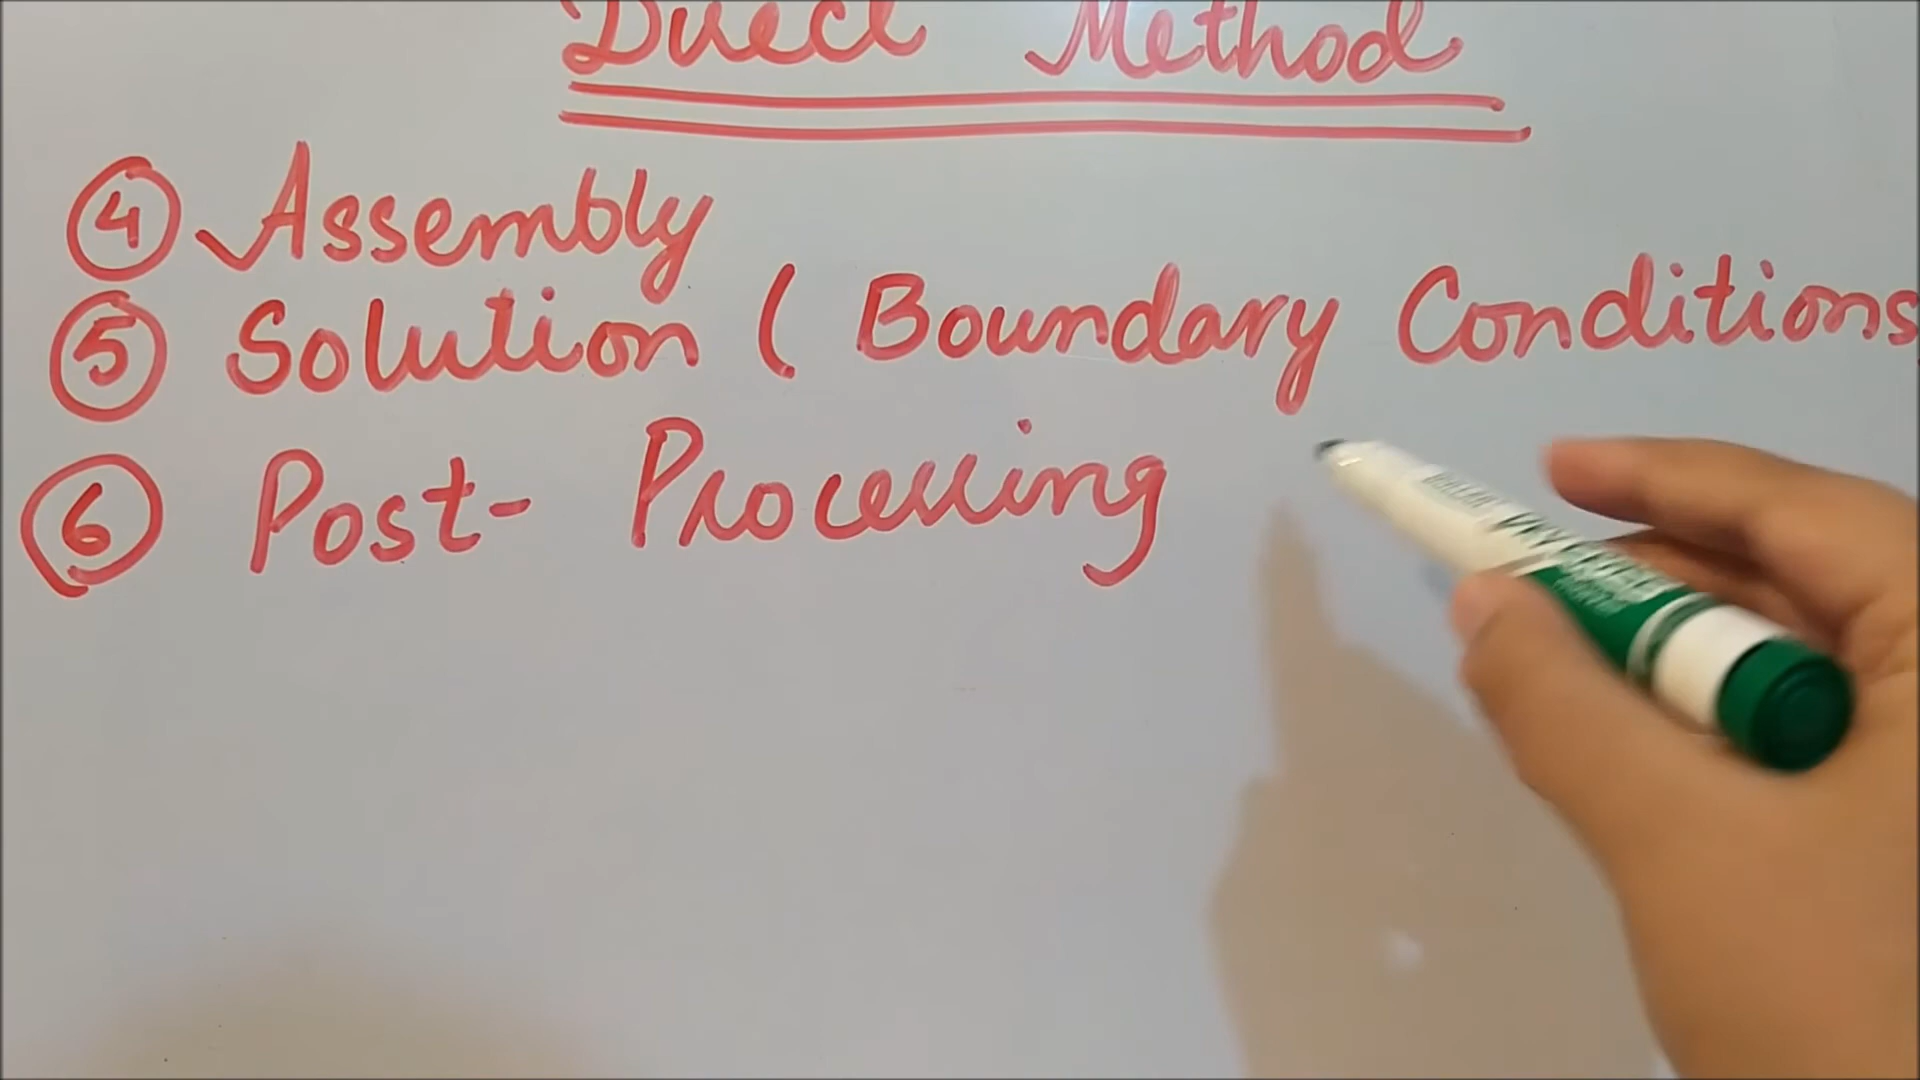 Direct Method
④ Assembly
⑤ Solution ( Boundary Conditions
⑥ Post- Processing